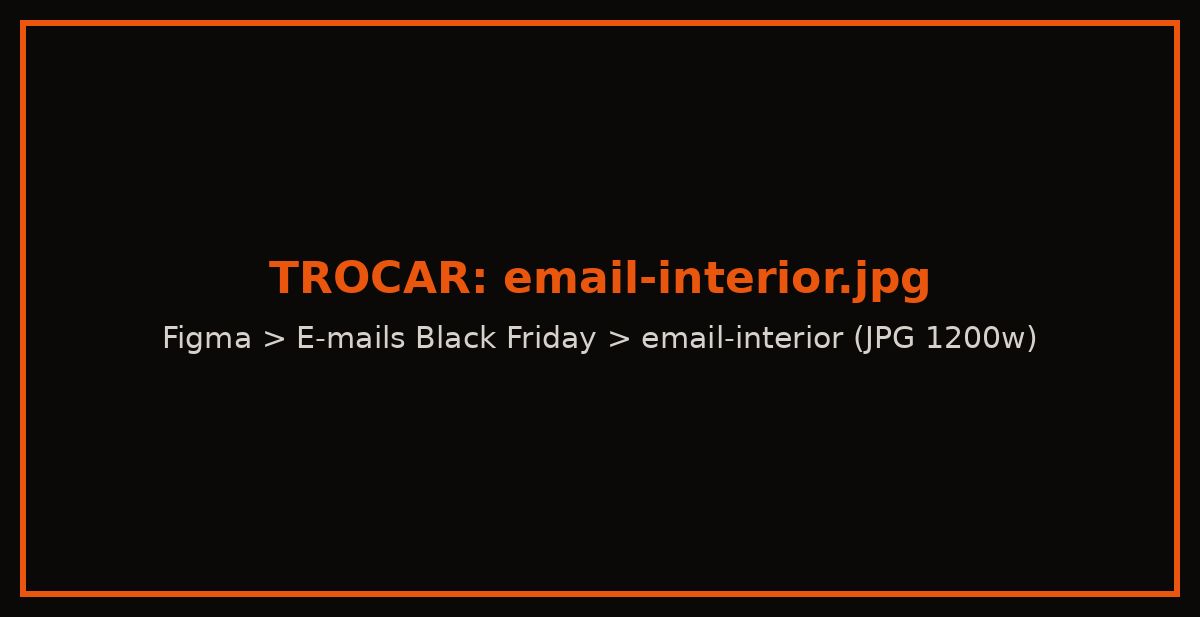 TROCAR: email-interior.jpg
Figma > E-mails Black Friday > email-interior (JPG 1200w)